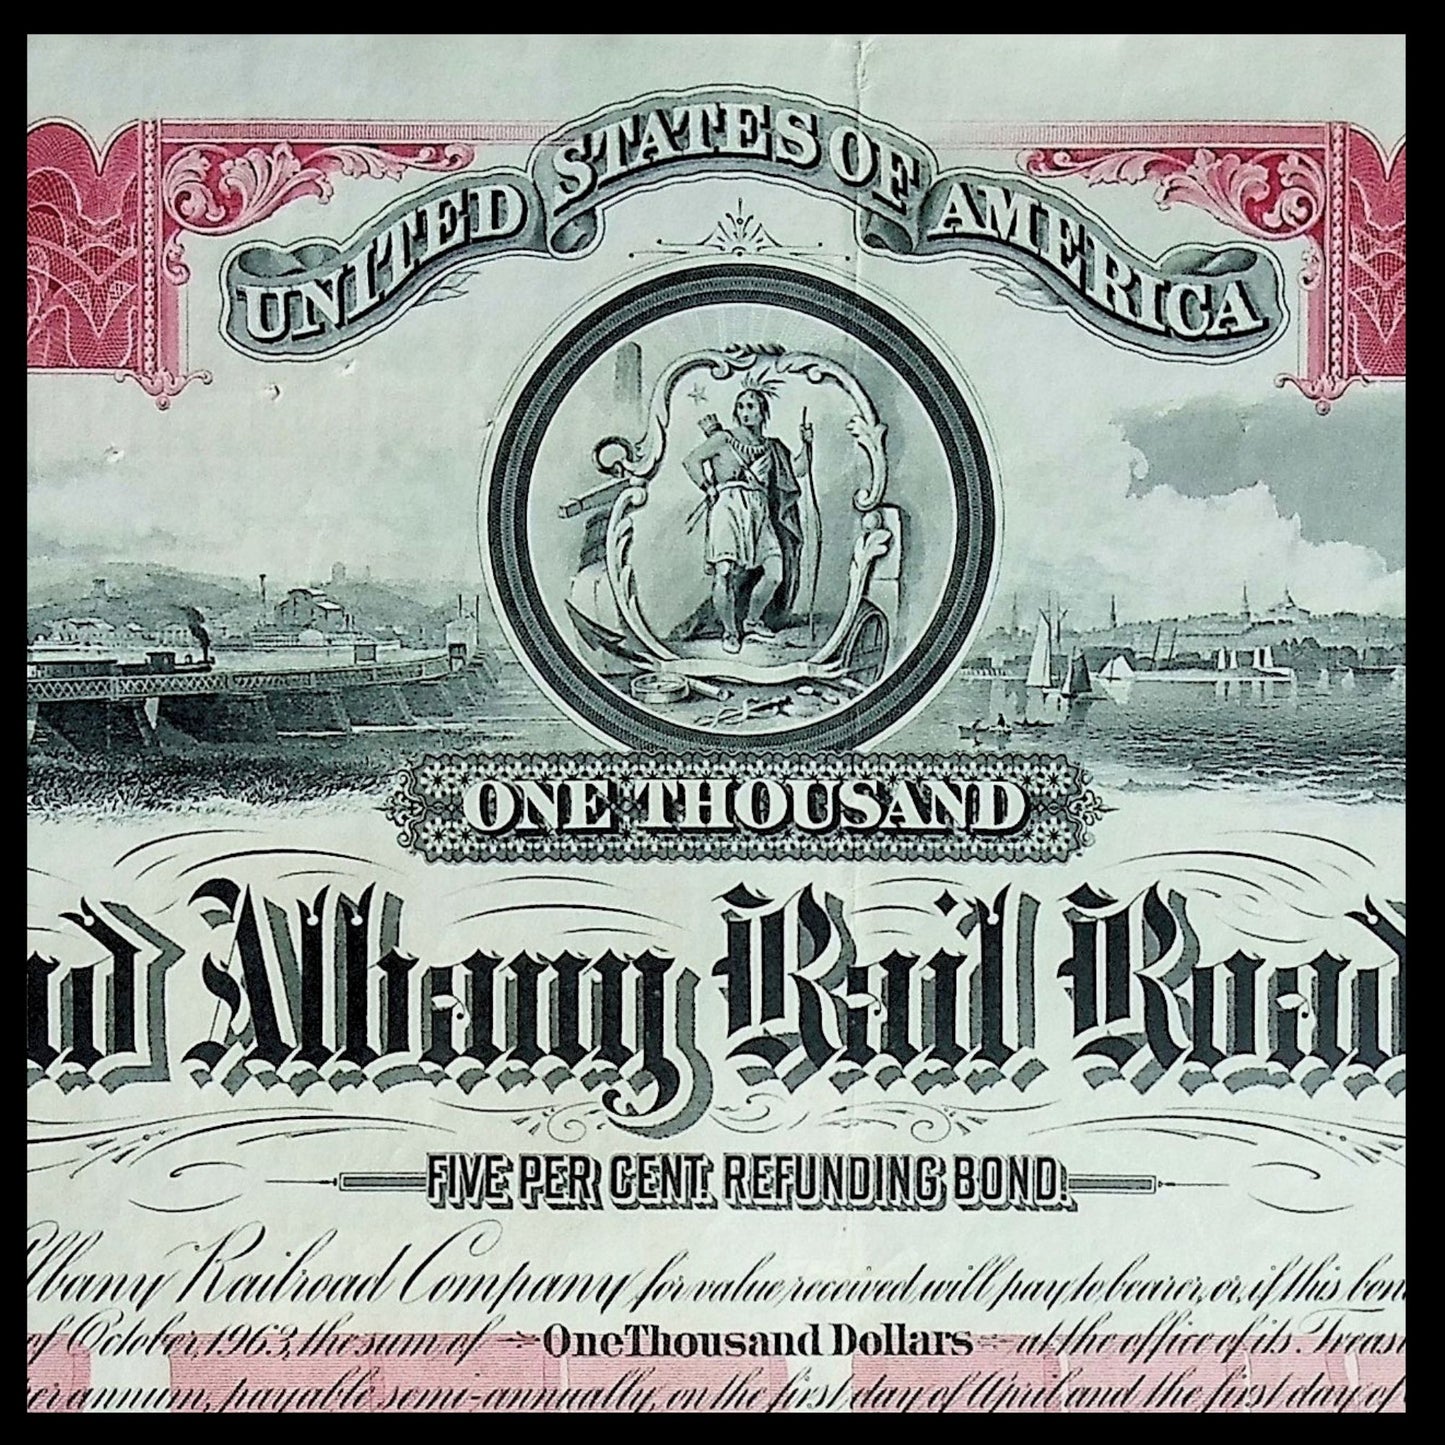 UNITED STATES OF AMERICA
ONE THOUSAND
nd Albany Rail Road
FIVE PER CENT. REFUNDING BOND.
lbany Railroad Company for value received, will pay to bearer, or, if this bon
of October, 1963, the sum of One Thousand Dollars at the office of its Treas
er annum, payable semi-annually, on the first day of April and the first day of